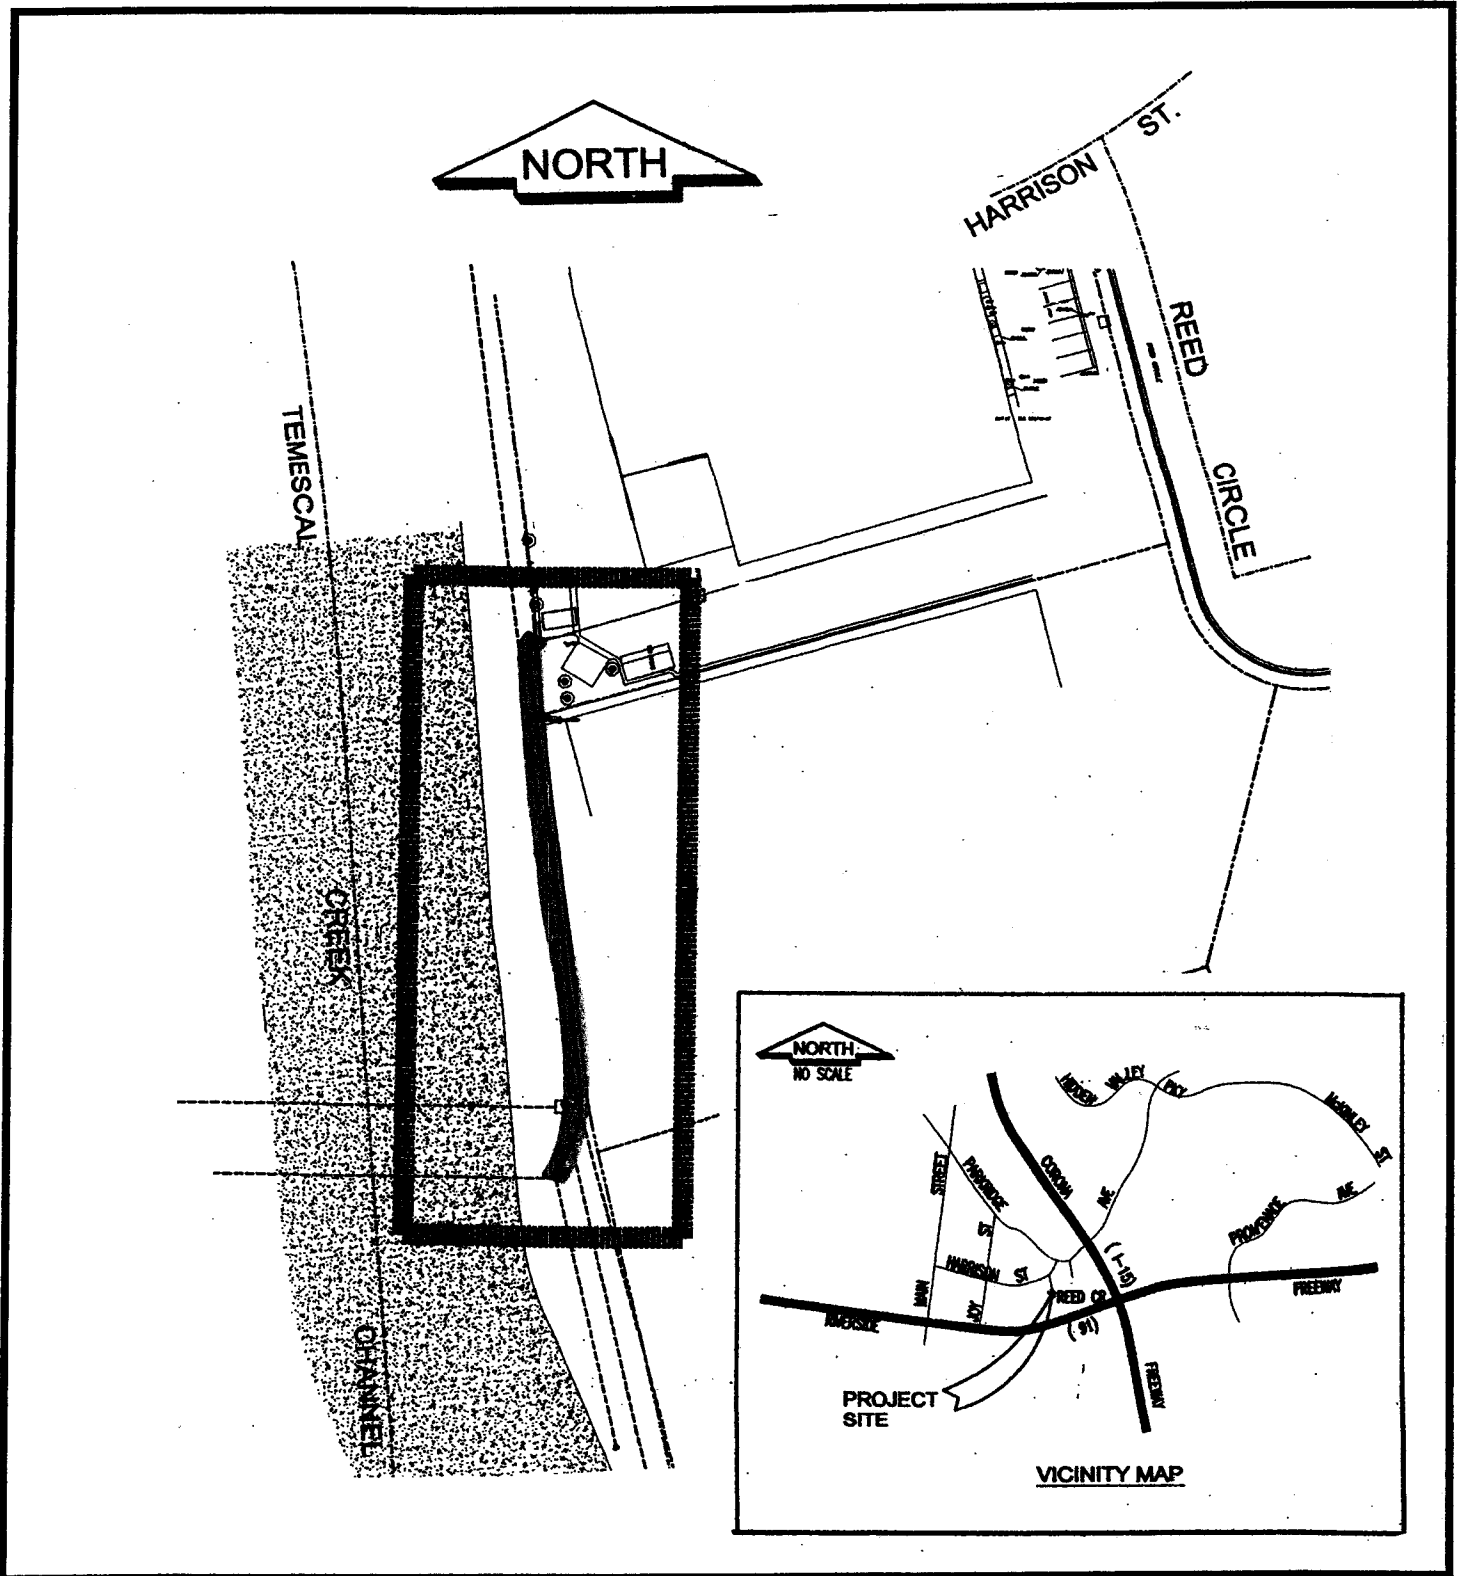 NORTH
HARRISON ST.
REED CIRCLE
TEMESCAL CREEK CHANNEL
NORTH
NO SCALE
HIDDEN VALLEY PKY
McKINLEY ST
STREET
MAIN
PARKRIDGE
CORONA
AVE
(I-15)
PROMENADE AVE
ST
JOY
HARRISON ST
REED CR
RIVERSIDE
(91)
FREEWAY
FREEWAY
PROJECT
SITE
VICINITY MAP